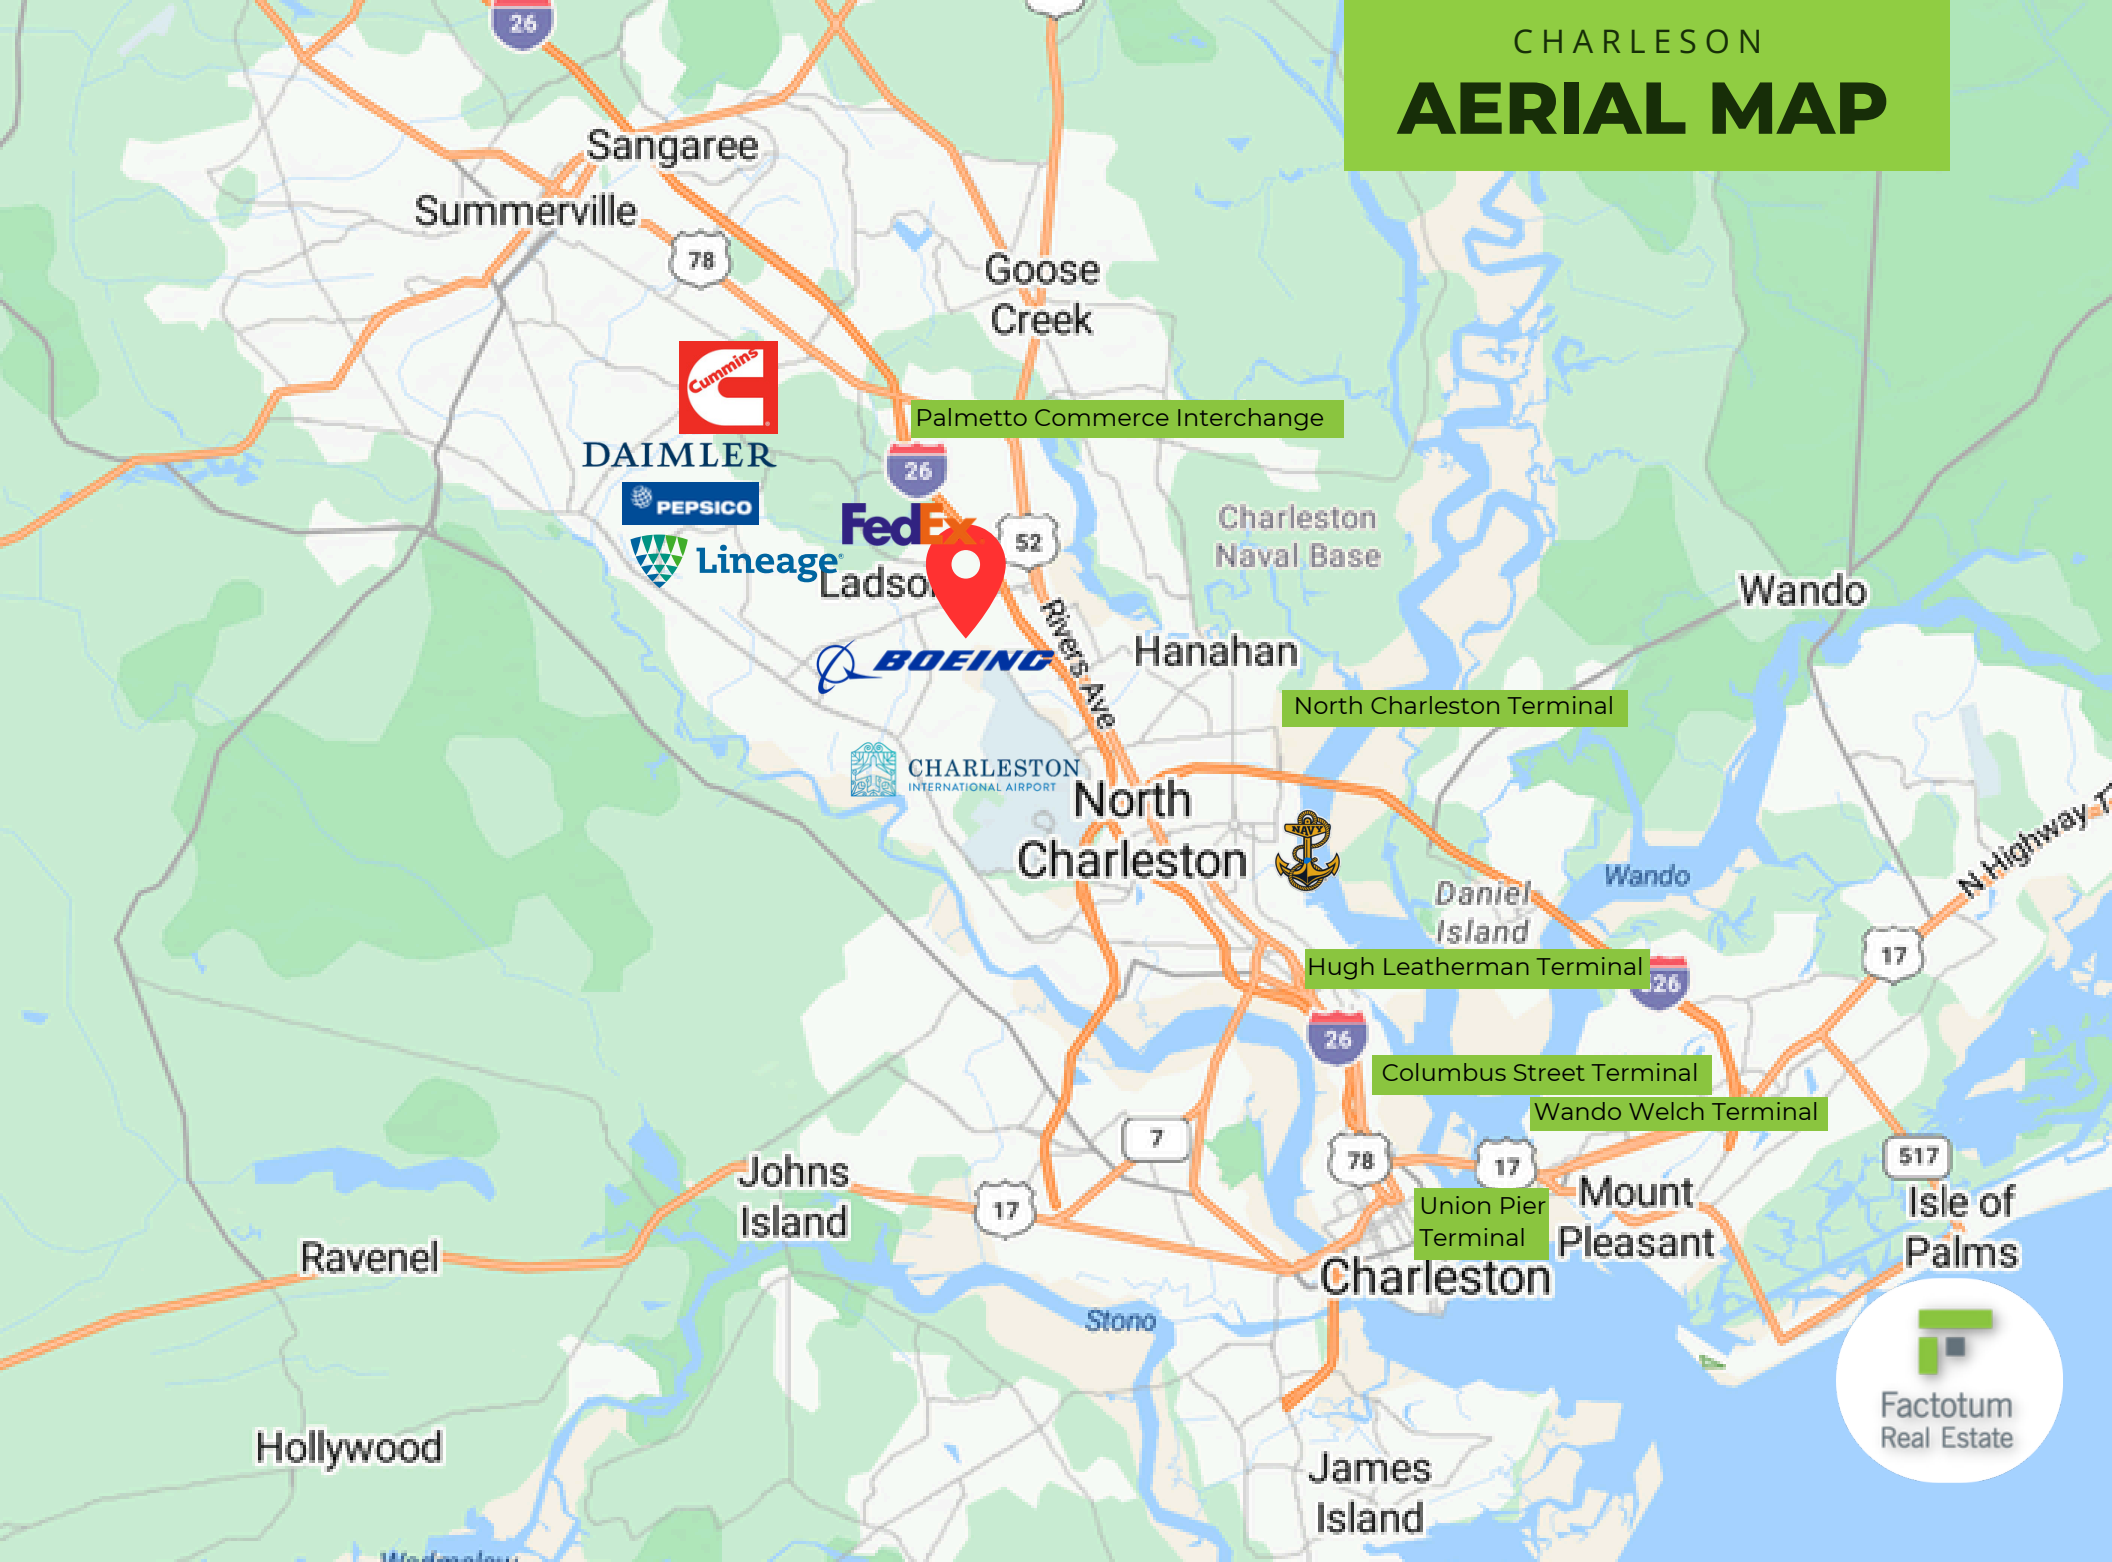 26
CHARLESON
AERIAL MAP
Sangaree
Summerville
78
Goose
Creek
Cummins
Palmetto Commerce Interchange
DAIMLER
26
PEPSICO
FedEx
52
Charleston
Naval Base
Lineage
Ladso
Wando
Rivers Ave
Hanahan
BOEING
North Charleston Terminal
CHARLESTON
INTERNATIONAL AIRPORT
North
Charleston
NAVY
N Highway
Wando
Daniel
Island
17
Hugh Leatherman Terminal
26
26
Columbus Street Terminal
Wando Welch Terminal
7
78
17
517
Johns
Island
17
Union Pier
Terminal
Mount
Pleasant
Isle of
Palms
Ravenel
Charleston
Stono
Factotum
Real Estate
Hollywood
James
Island